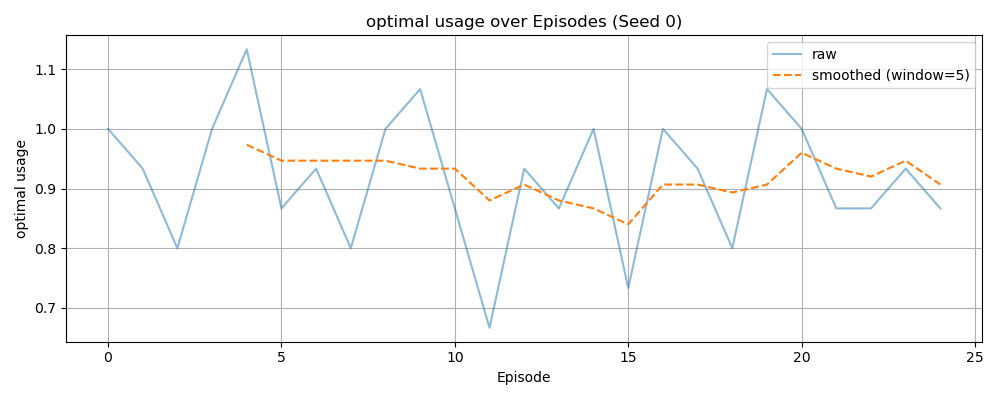 optimal usage over Episodes (Seed 0)
raw
smoothed (window=5)
optimal usage
1.1
1.0
0.9
0.8
0.7
0
5
10
15
20
25
Episode